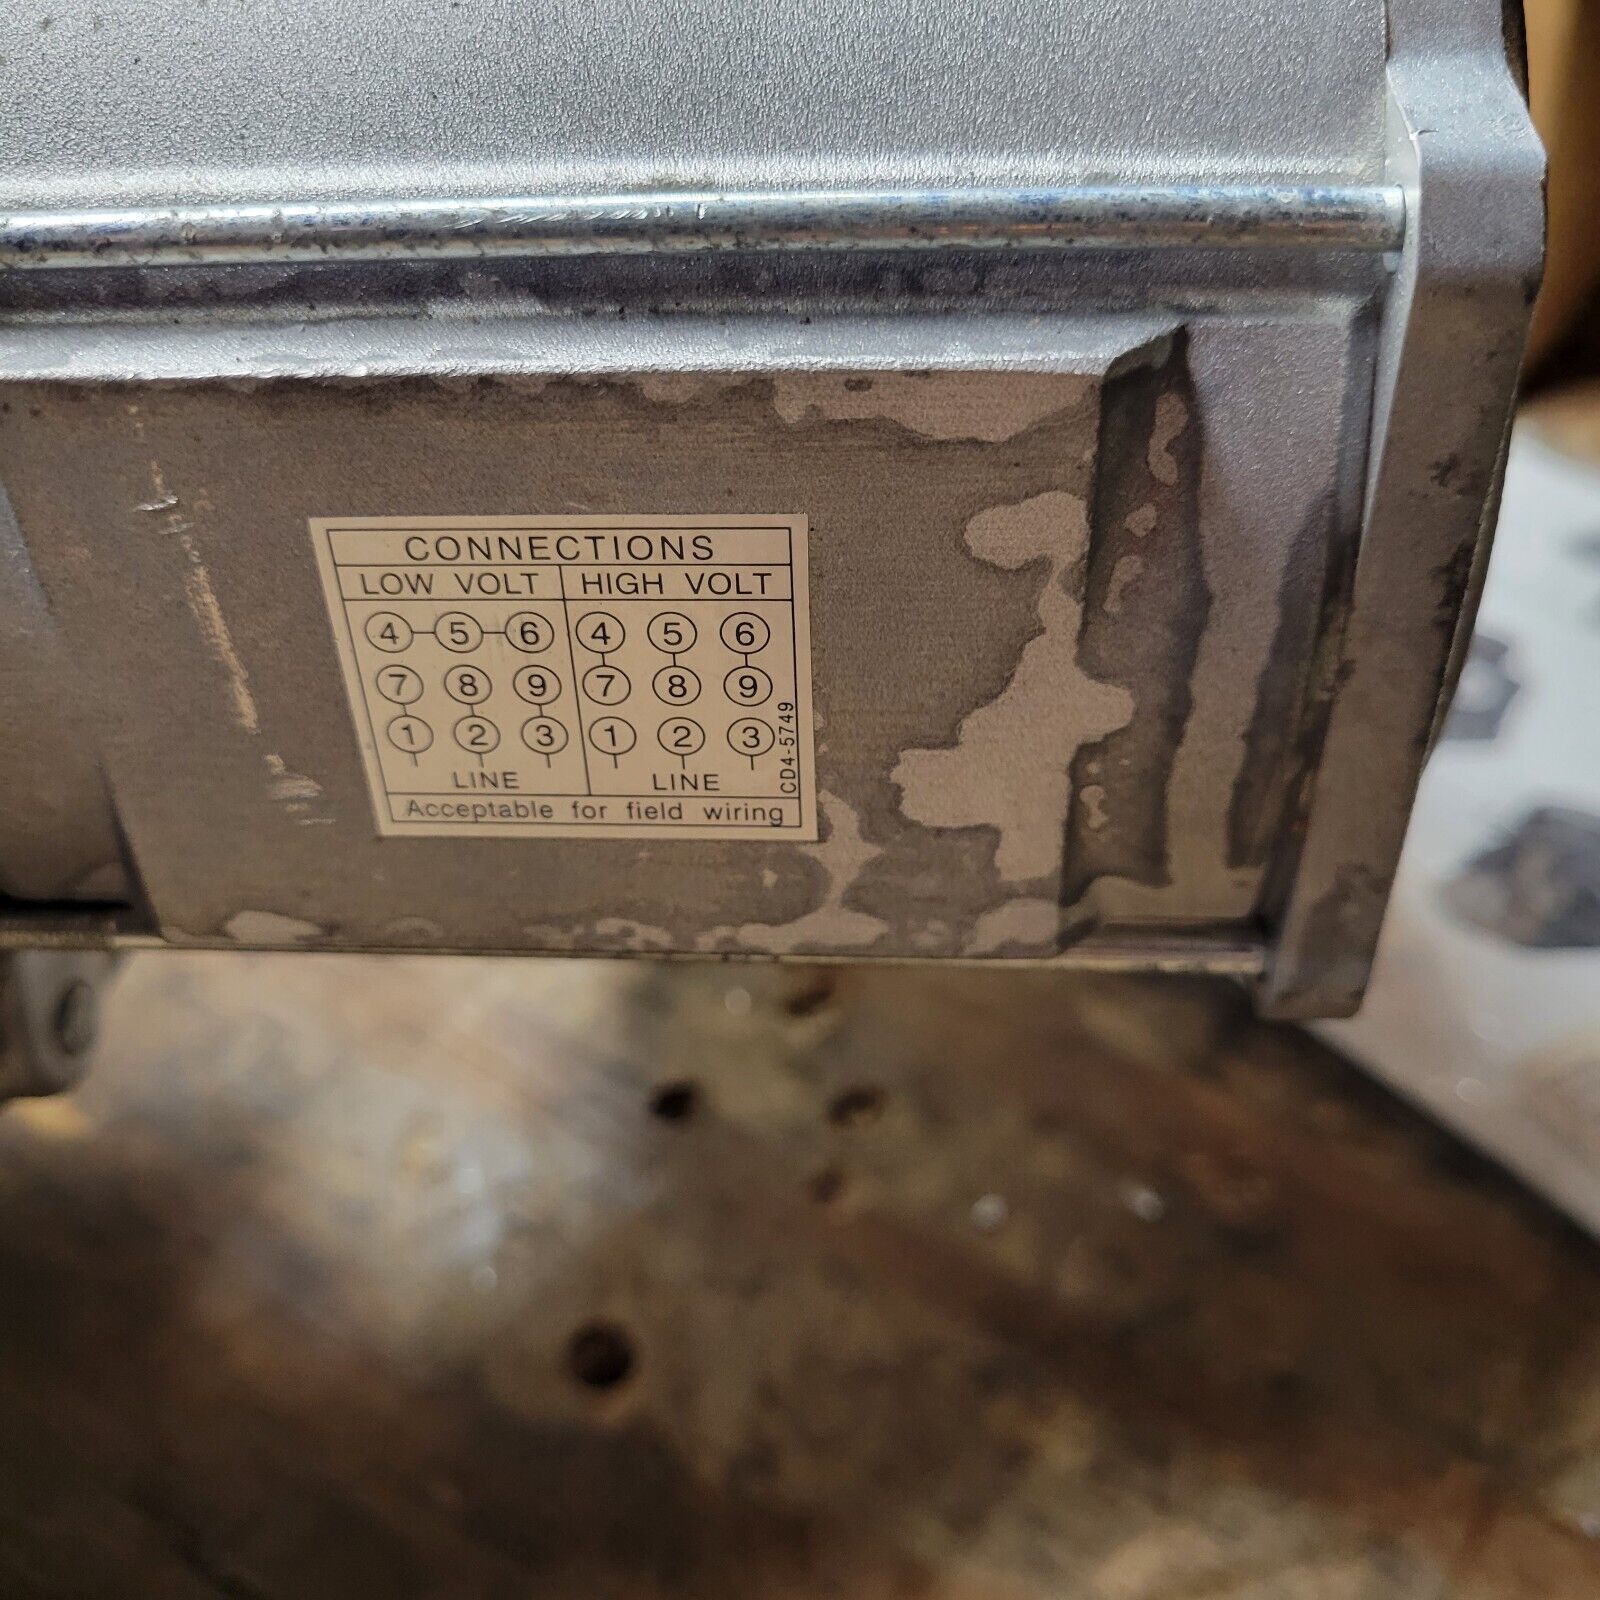 CONNECTIONS
LOW VOLT HIGH VOLT
4 5 6 4 5 6
7 8 9 7 8 9
1 2 3 1 2 3
LINE LINE
CD4-5749
Acceptable for field wiring